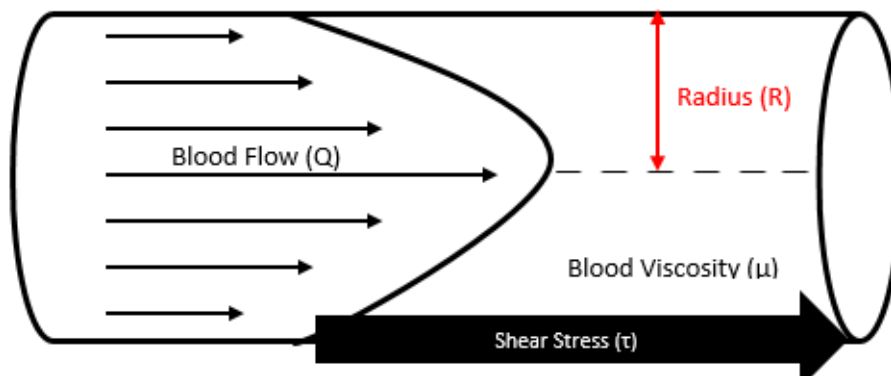 Radius (R)
Blood Flow (Q)
Blood Viscosity (μ)
Shear Stress (τ)